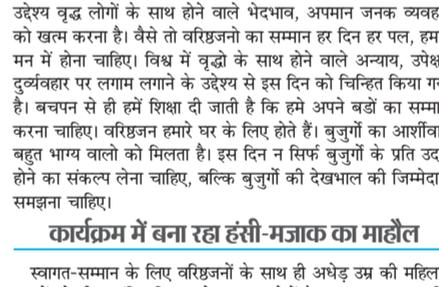 उद्देश्य वृद्ध लोगों के साथ होने वाले भेदभाव, अपमान जनक व्यवह
को खत्म करना है। वैसे तो वरिष्ठजनो का सम्मान हर दिन हर पल, हम
मन में होना चाहिए। विश्व में वृद्धो के साथ होने वाले अन्याय, उपेक्ष
दुर्व्यवहार पर लगाम लगाने के उद्देश्य से इस दिन को चिन्हित किया ग
है। बचपन से ही हमें शिक्षा दी जाती है कि हमे अपने बडों का सम्मा
करना चाहिए। वरिष्ठजन हमारे घर के लिए होते हैं। बुजुर्गो का आर्शीवा
बहुत भाग्य वालो को मिलता है। इस दिन न सिर्फ बुजुर्गो के प्रति उद
होने का संकल्प लेना चाहिए, बल्कि बुजुर्गो की देखभाल की जिम्मेदा
समझना चाहिए।
कार्यक्रम में बना रहा हंसी-मजाक का माहौल
स्वागत-सम्मान के लिए वरिष्ठजनों के साथ ही अधेड़ उम्र की महिल